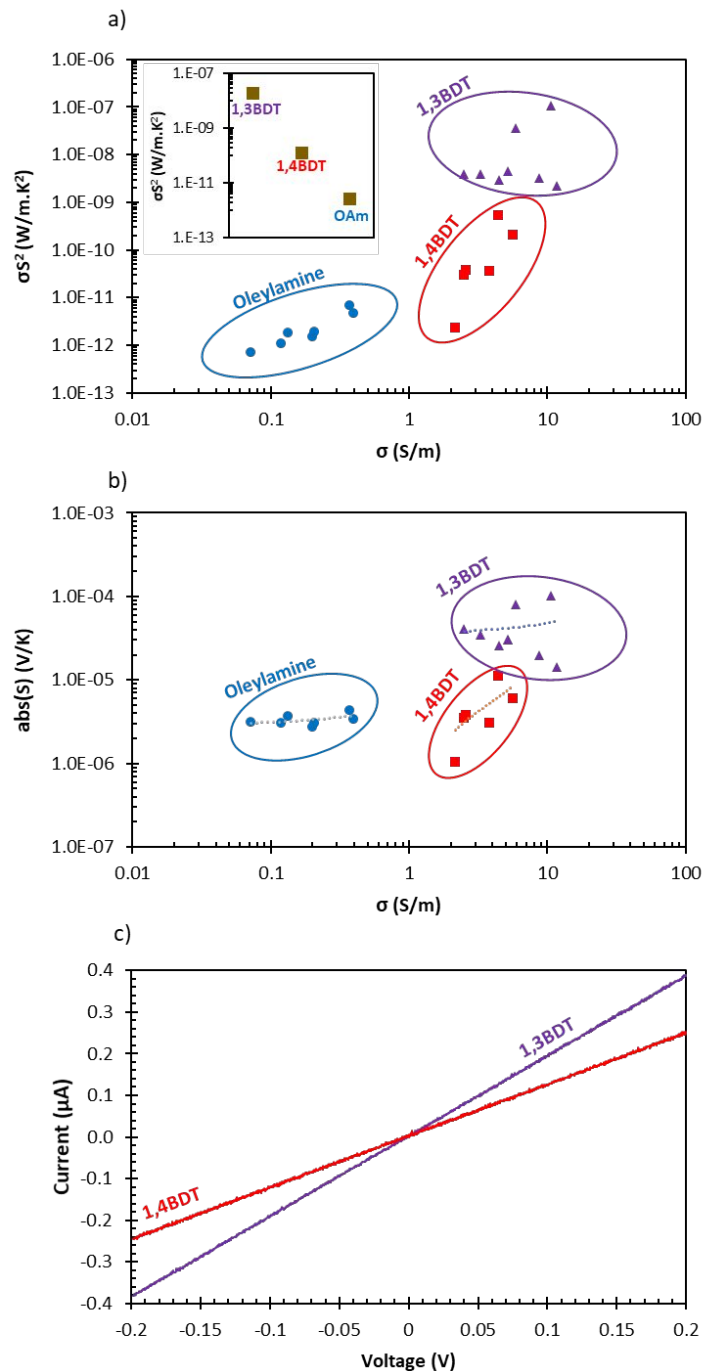 a)
1.0E-06
1.0E-07
1.0E-08
1.0E-09
1.0E-10
1.0E-11
1.0E-12
1.0E-13
σS² (W/m.K²)
1.E-07
1.E-09
1.E-11
1.E-13
σS² (W/m.K²)
1,3BDT
1,4BDT
OAm
1,3BDT
1,4BDT
Oleylamine
0.01 0.1 1 10 100
σ (S/m)
b)
1.0E-03
1.0E-04
1.0E-05
1.0E-06
1.0E-07
abs(S) (V/K)
1,3BDT
Oleylamine
1,4BDT
0.01 0.1 1 10 100
σ (S/m)
c)
0.4
0.3
0.2
0.1
0.0
-0.1
-0.2
-0.3
-0.4
Current (µA)
1,3BDT
1,4BDT
-0.2 -0.15 -0.1 -0.05 0 0.05 0.1 0.15 0.2
Voltage (V)